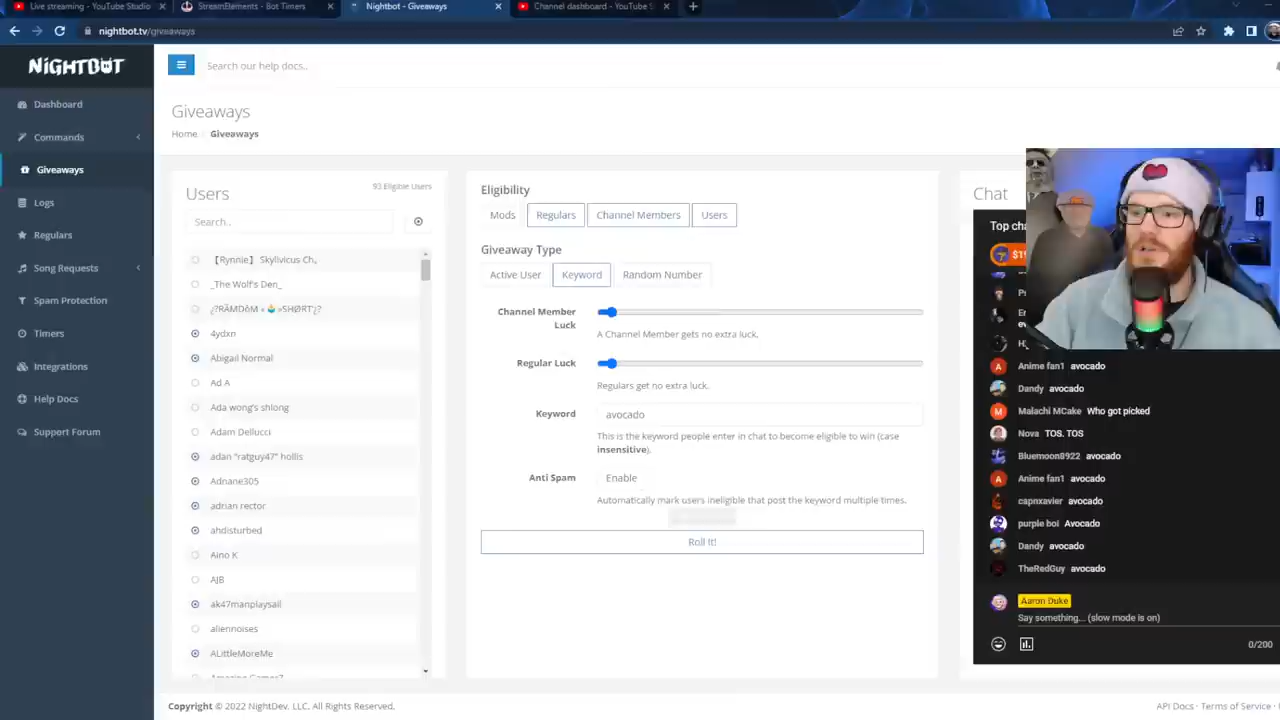 Live streaming - YouTube Studio
StreamElements - Bot Timers
Nightbot - Giveaways
Channel dashboard - YouTube S
nightbot.tv/giveaways
NIGHTBOT
Search our help docs..
Dashboard
Commands
Giveaways
Logs
Regulars
Song Requests
Spam Protection
Timers
Integrations
Help Docs
Support Forum
Giveaways
Home Giveaways
Users
93 Eligible Users
Search..
【Rynnie】 Skylivicus Ch。
_The Wolf's Den_
4ydxn
Abigail Normal
Ad A
Ada wong's shlong
Adam Dellucci
adan "ratguy47" hollis
Adnane305
adrian rector
ahdisturbed
Aino K
AJB
ak47manplaysall
aliennoises
ALittleMoreMe
Eligibility
Mods Regulars Channel Members Users
Giveaway Type
Active User Keyword Random Number
Channel Member Luck
A Channel Member gets no extra luck.
Regular Luck
Regulars get no extra luck.
Keyword
avocado
This is the keyword people enter in chat to become eligible to win (case
insensitive).
Anti Spam
Enable
Automatically mark users ineligible that post the keyword multiple times.
Roll It!
Chat
Top cha
Anime fan1 avocado
Dandy avocado
Malachi MCake Who got picked
Nova TOS. TOS
Bluemoon8922 avocado
Anime fan1 avocado
capnxavier avocado
purple boi Avocado
Dandy avocado
TheRedGuy avocado
Aaron Duke
Say something... (slow mode is on)
0/200
Copyright © 2022 NightDev, LLC. All Rights Reserved.
API Docs · Terms of Service ·